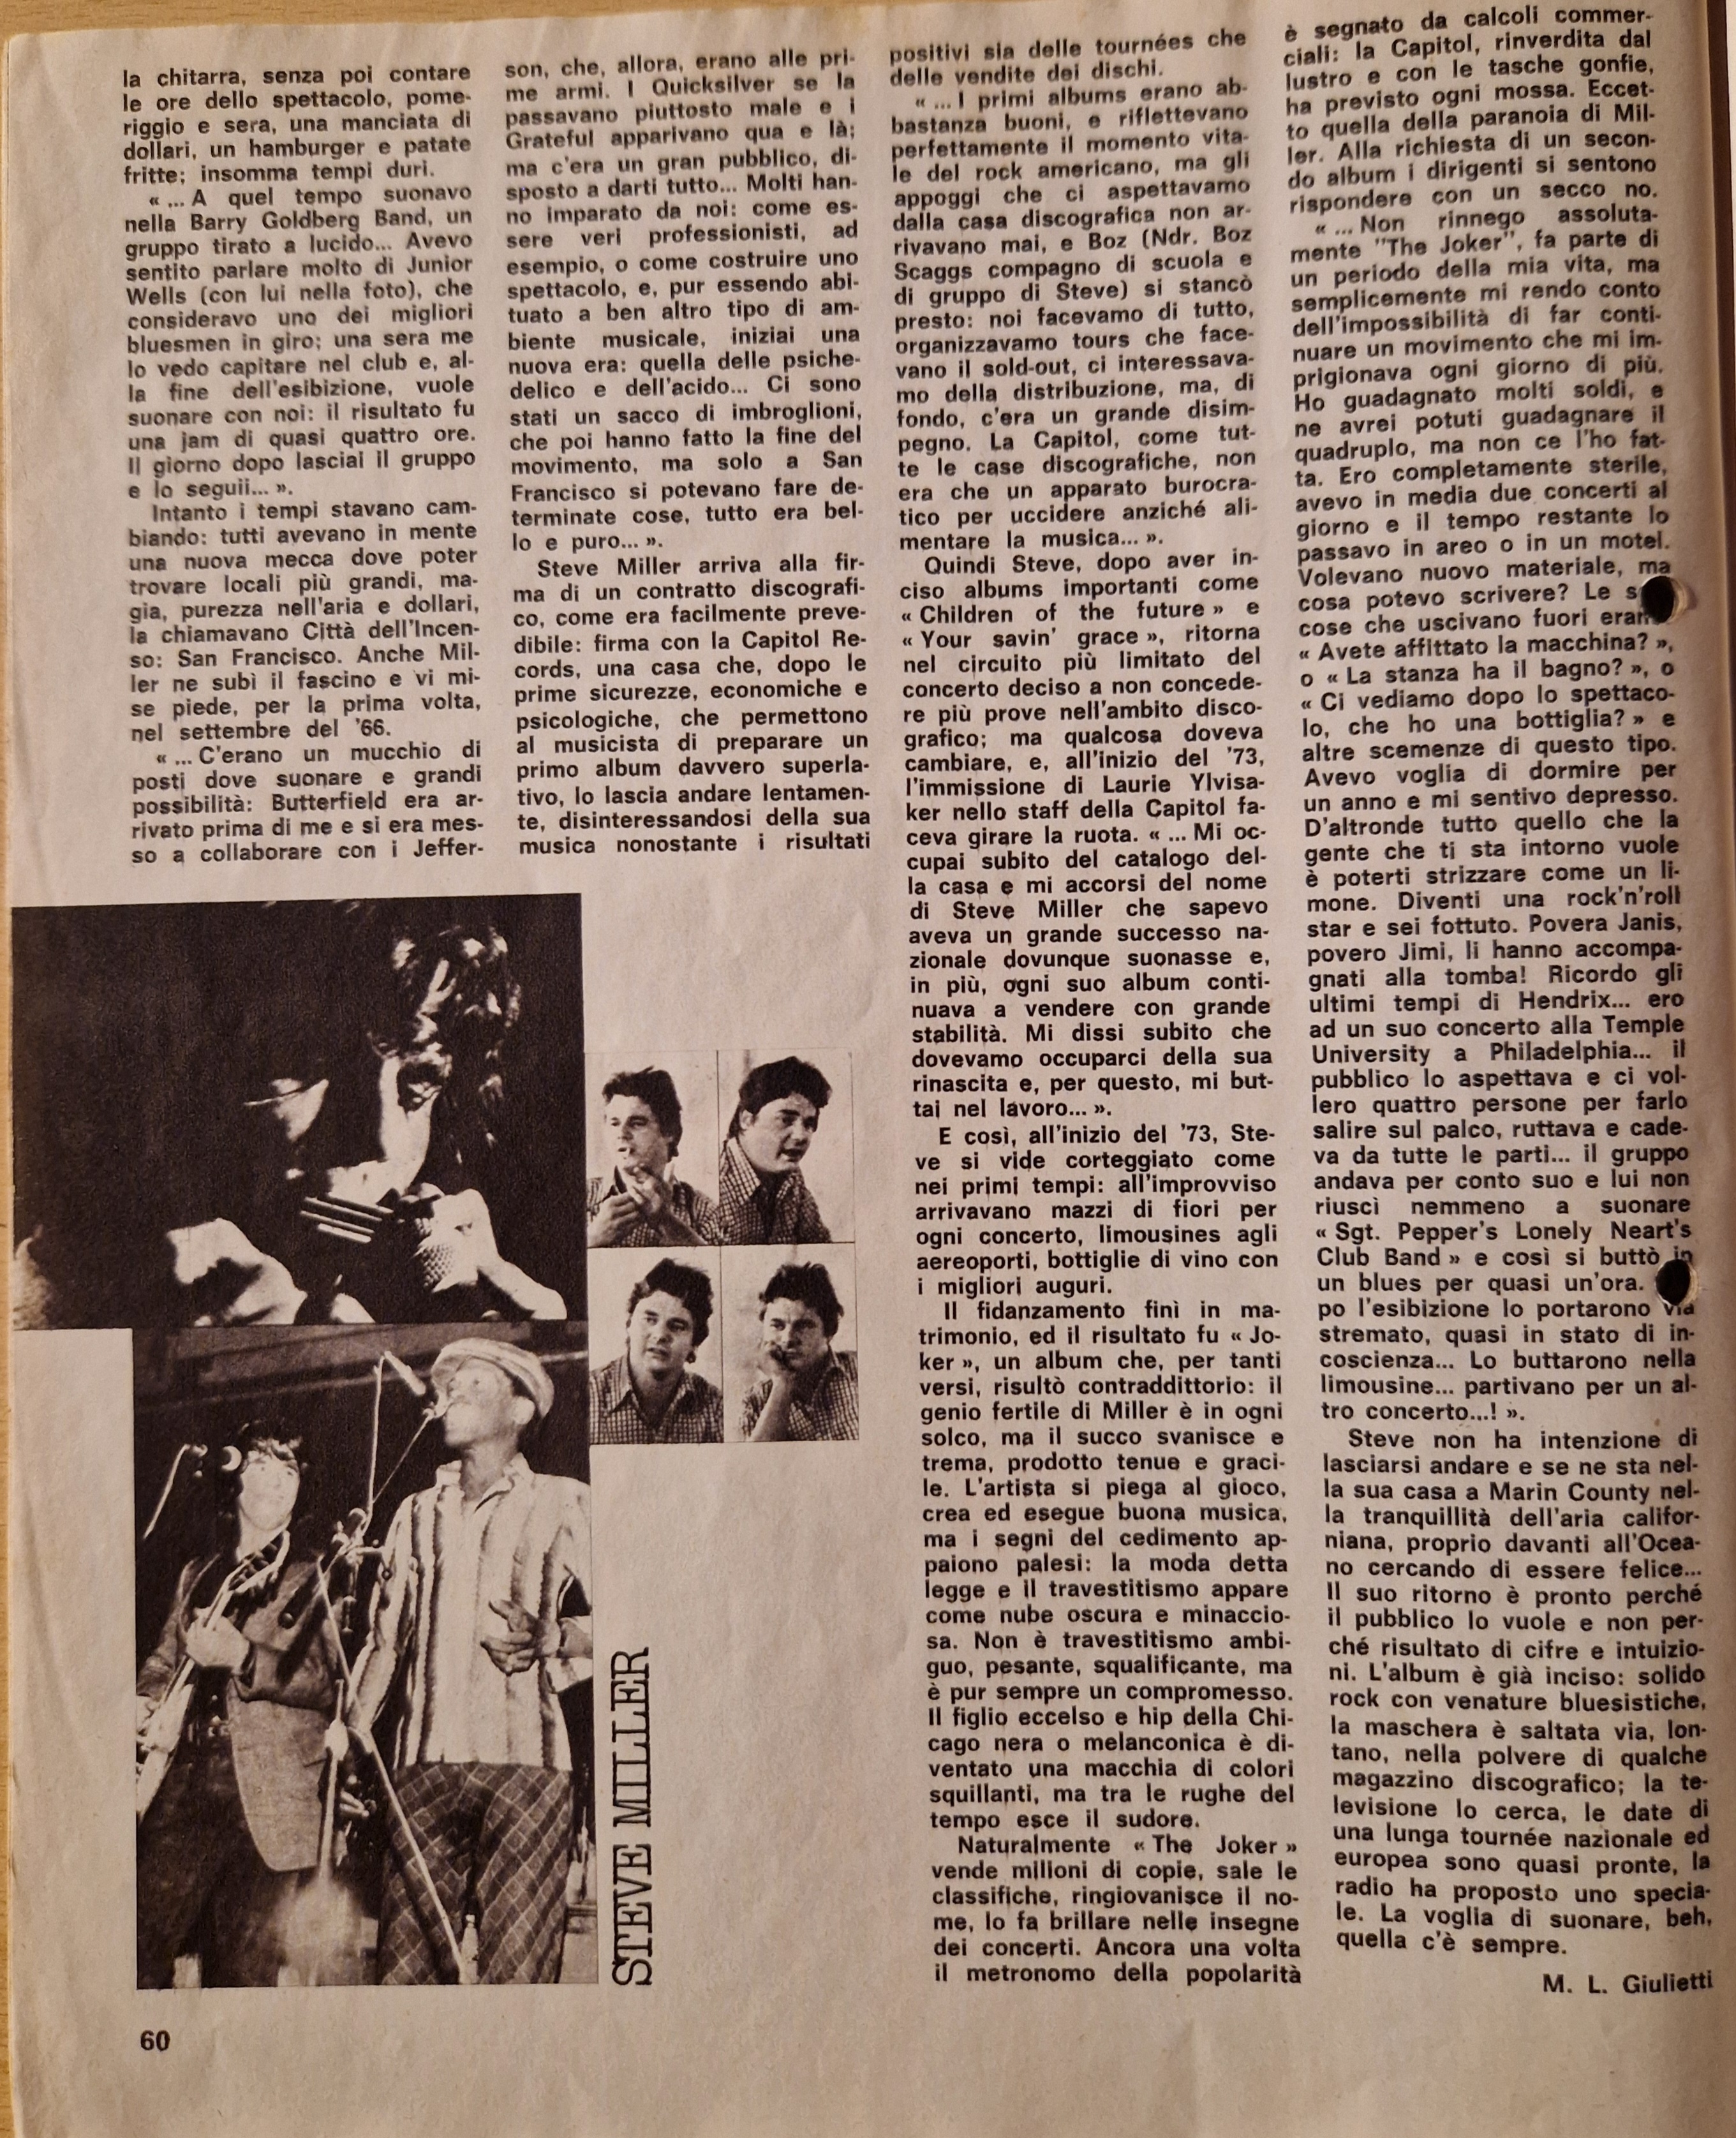 la chitarra, senza poi contare
le ore dello spettacolo, pome-
riggio e sera, una manciata di
dollari, un hamburger e patate
fritte; insomma tempi duri.
« ... A quel tempo suonavo
nella Barry Goldberg Band, un
gruppo tirato a lucido... Avevo
sentito parlare molto di Junior
Wells (con lui nella foto), che
consideravo uno dei migliori
bluesmen in giro; una sera me
lo vedo capitare nel club e, al-
la fine dell'esibizione, vuole
suonare con noi: il risultato fu
una jam di quasi quattro ore.
Il giorno dopo lasciai il gruppo
e lo seguii... ».
Intanto i tempi stavano cam-
biando: tutti avevano in mente
una nuova mecca dove poter
trovare locali più grandi, ma-
gia, purezza nell'aria e dollari,
la chiamavano Città dell'Incen-
so: San Francisco. Anche Mil-
ler ne subì il fascino e vi mi-
se piede, per la prima volta,
nel settembre del '66.
« ... C'erano un mucchio di
posti dove suonare e grandi
possibilità: Butterfield era ar-
rivato prima di me e si era mes-
so a collaborare con i Jeffer-
son, che, allora, erano alle pri-
me armi. I Quicksilver se la
passavano piuttosto male e i
Grateful apparivano qua e là;
ma c'era un gran pubblico, di-
sposto a darti tutto... Molti han-
no imparato da noi: come es-
sere veri professionisti, ad
esempio, o come costruire uno
spettacolo, e, pur essendo abi-
tuato a ben altro tipo di am-
biente musicale, iniziai una
nuova era: quella delle psiche-
delico e dell'acido... Ci sono
stati un sacco di imbroglioni,
che poi hanno fatto la fine del
movimento, ma solo a San
Francisco si potevano fare de-
terminate cose, tutto era bel-
lo e puro... ».
Steve Miller arriva alla fir-
ma di un contratto discografi-
co, come era facilmente preve-
dibile: firma con la Capitol Re-
cords, una casa che, dopo le
prime sicurezze, economiche e
psicologiche, che permettono
al musicista di preparare un
primo album davvero superla-
tivo, lo lascia andare lentamen-
te, disinteressandosi della sua
musica nonostante i risultati
positivi sia delle tournées che
delle vendite dei dischi.
« ... I primi albums erano ab-
bastanza buoni, e riflettevano
perfettamente il momento vita-
le del rock americano, ma gli
appoggi che ci aspettavamo
dalla casa discografica non ar-
rivavano mai, e Boz (Ndr. Boz
Scaggs compagno di scuola e
di gruppo di Steve) si stancò
presto: noi facevamo di tutto,
organizzavamo tours che face-
vano il sold-out, ci interessava-
mo della distribuzione, ma, di
fondo, c'era un grande disim-
pegno. La Capitol, come tut-
te le case discografiche, non
era che un apparato burocra-
tico per uccidere anziché ali-
mentare la musica... ».
Quindi Steve, dopo aver in-
ciso albums importanti come
« Children of the future » e
« Your savin' grace », ritorna
nel circuito più limitato del
concerto deciso a non concede-
re più prove nell'ambito disco-
grafico; ma qualcosa doveva
cambiare, e, all'inizio del '73,
l'immissione di Laurie Ylvisa-
ker nello staff della Capitol fa-
ceva girare la ruota. « ... Mi oc-
cupai subito del catalogo del-
la casa e mi accorsi del nome
di Steve Miller che sapevo
aveva un grande successo na-
zionale dovunque suonasse e,
in più, ogni suo album conti-
nuava a vendere con grande
stabilità. Mi dissi subito che
dovevamo occuparci della sua
rinascita e, per questo, mi but-
tai nel lavoro... ».
E così, all'inizio del '73, Ste-
ve si vide corteggiato come
nei primi tempi: all'improvviso
arrivavano mazzi di fiori per
ogni concerto, limousines agli
aereoporti, bottiglie di vino con
i migliori auguri.
Il fidanzamento finì in ma-
trimonio, ed il risultato fu « Jo-
ker », un album che, per tanti
versi, risultò contraddittorio: il
genio fertile di Miller è in ogni
solco, ma il succo svanisce e
trema, prodotto tenue e graci-
le. L'artista si piega al gioco,
crea ed esegue buona musica,
ma i segni del cedimento ap-
paiono palesi: la moda detta
legge e il travestitismo appare
come nube oscura e minaccio-
sa. Non è travestitismo ambi-
guo, pesante, squalificante, ma
è pur sempre un compromesso.
Il figlio eccelso e hip della Chi-
cago nera o melanconica è di-
ventato una macchia di colori
squillanti, ma tra le rughe del
tempo esce il sudore.
Naturalmente « The Joker »
vende milioni di copie, sale le
classifiche, ringiovanisce il no-
me, lo fa brillare nelle insegne
dei concerti. Ancora una volta
il metronomo della popolarità
è segnato da calcoli commer-
ciali: la Capitol, rinverdita dal
lustro e con le tasche gonfie,
ha previsto ogni mossa. Eccet-
to quella della paranoia di Mil-
ler. Alla richiesta di un secon-
do album i dirigenti si sentono
rispondere con un secco no.
« ... Non rinnego assoluta-
mente "The Joker", fa parte di
un periodo della mia vita, ma
semplicemente mi rendo conto
dell'impossibilità di far conti-
nuare un movimento che mi im-
prigionava ogni giorno di più.
Ho guadagnato molti soldi, e
ne avrei potuti guadagnare il
quadruplo, ma non ce l'ho fat-
ta. Ero completamente sterile,
avevo in media due concerti al
giorno e il tempo restante lo
passavo in areo o in un motel.
Volevano nuovo materiale, ma
cosa potevo scrivere? Le
cose che uscivano fuori
« Avete affittato la macchina? »,
o « La stanza ha il bagno? », o
« Ci vediamo dopo lo spettaco-
lo, che ho una bottiglia? » e
altre scemenze di questo tipo.
Avevo voglia di dormire per
un anno e mi sentivo depresso.
D'altronde tutto quello che la
gente che ti sta intorno vuole
è poterti strizzare come un li-
mone. Diventi una rock'n'roll
star e sei fottuto. Povera Janis,
povero Jimi, li hanno accompa-
gnati alla tomba! Ricordo gli
ultimi tempi di Hendrix... ero
ad un suo concerto alla Temple
University a Philadelphia... il
pubblico lo aspettava e ci vol-
lero quattro persone per farlo
salire sul palco, ruttava e cade-
va da tutte le parti... il gruppo
andava per conto suo e lui non
riuscì nemmeno a suonare
« Sgt. Pepper's Lonely Neart's
Club Band » e così si buttò in
un blues per quasi un'ora.
po l'esibizione lo portarono via
stremato, quasi in stato di in-
coscienza... Lo buttarono nella
limousine... partivano per un al-
tro concerto...! ».
Steve non ha intenzione di
lasciarsi andare e se ne sta nel-
la sua casa a Marin County nel-
la tranquillità dell'aria califor-
niana, proprio davanti all'Ocea-
no cercando di essere felice...
Il suo ritorno è pronto perché
il pubblico lo vuole e non per-
ché risultato di cifre e intuizio-
ni. L'album è già inciso: solido
rock con venature bluesistiche,
la maschera è saltata via, lon-
tano, nella polvere di qualche
magazzino discografico; la te-
levisione lo cerca, le date di
una lunga tournée nazionale ed
europea sono quasi pronte, la
radio ha proposto uno specia-
le. La voglia di suonare, beh,
quella c'è sempre.
M. L. Giulietti
STEVE MILLER
60